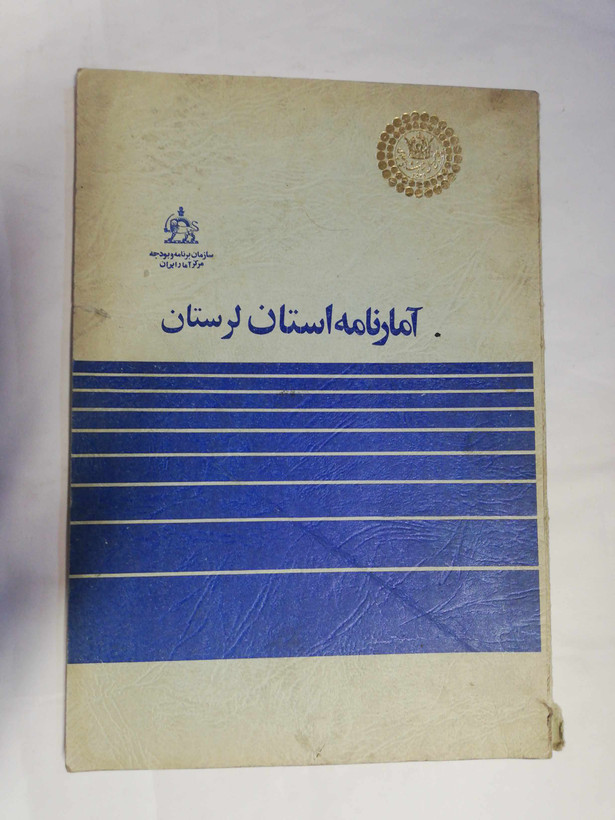 سازمان برنامه و بودجه
مرکز آمار ایران
آمارنامه استان لرستان